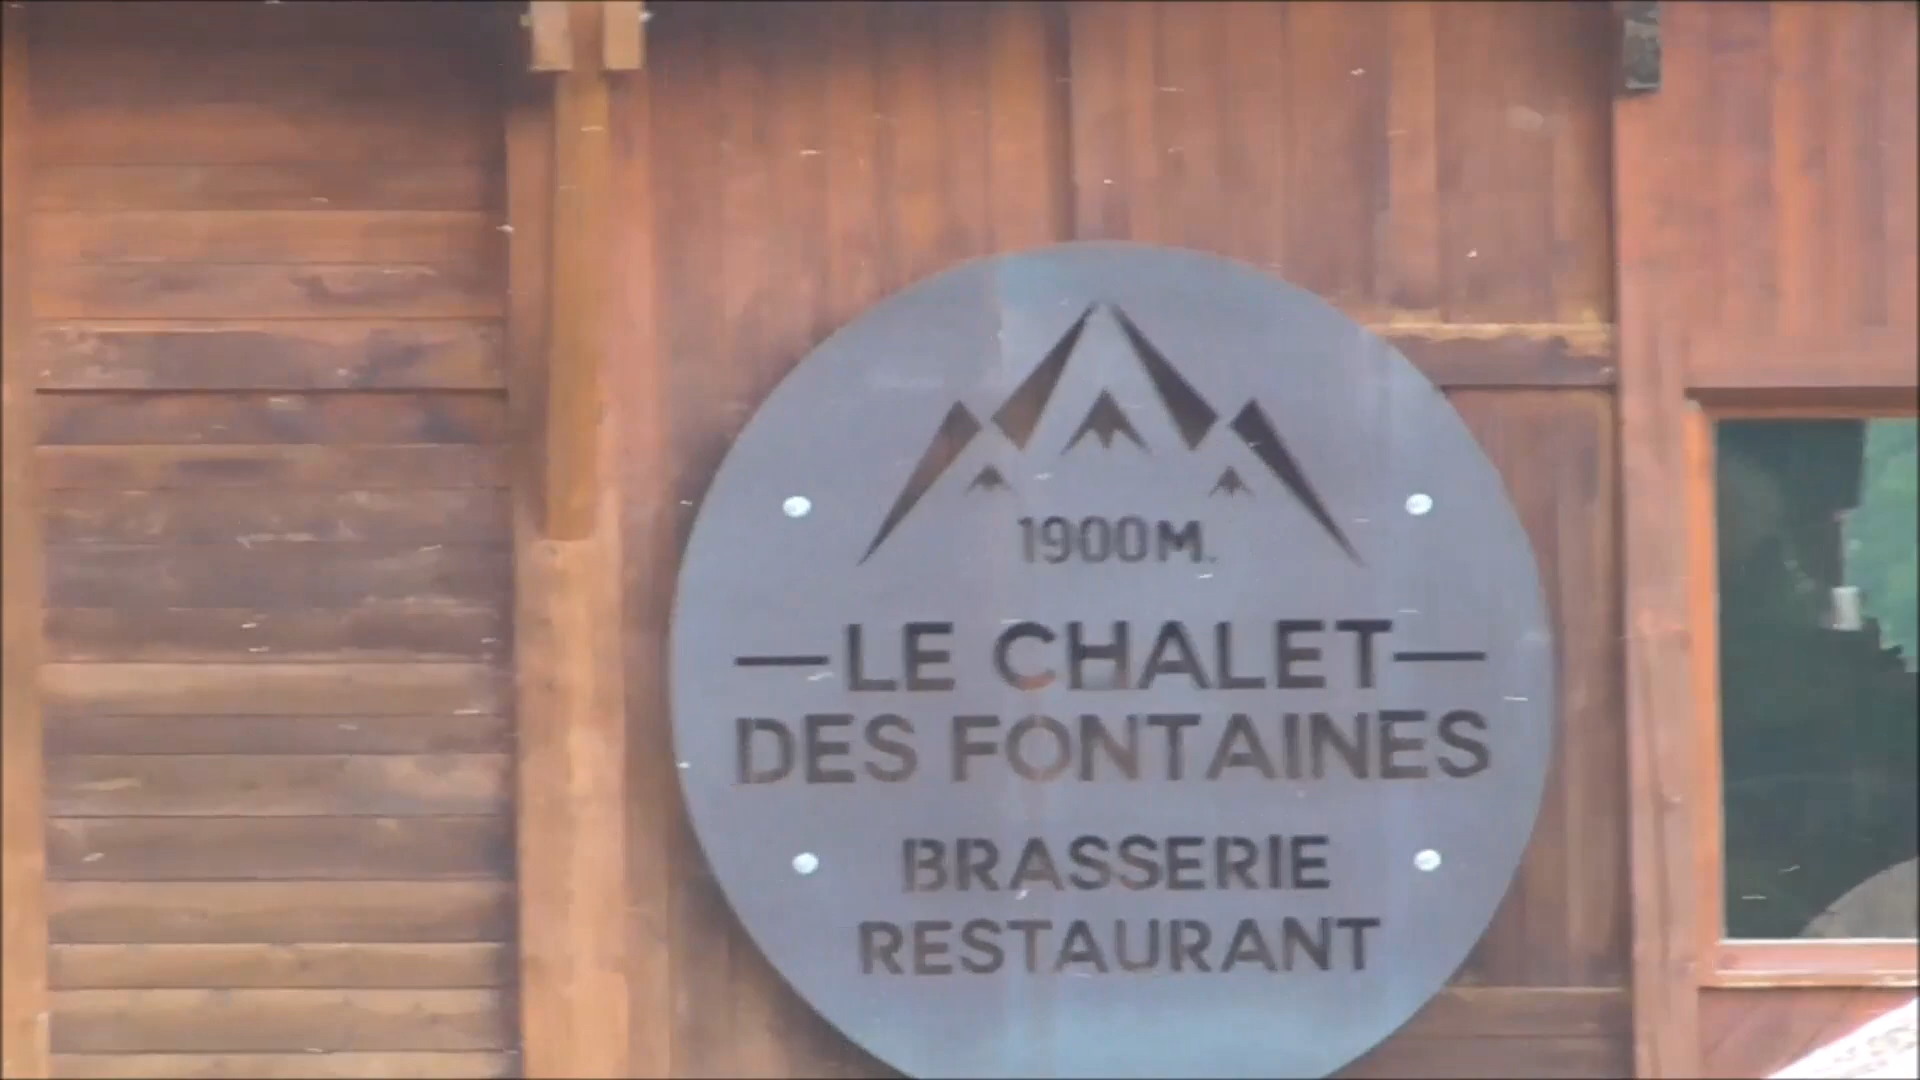 1900M.
LE CHALET
DES FONTAINES
BRASSERIE
RESTAURANT